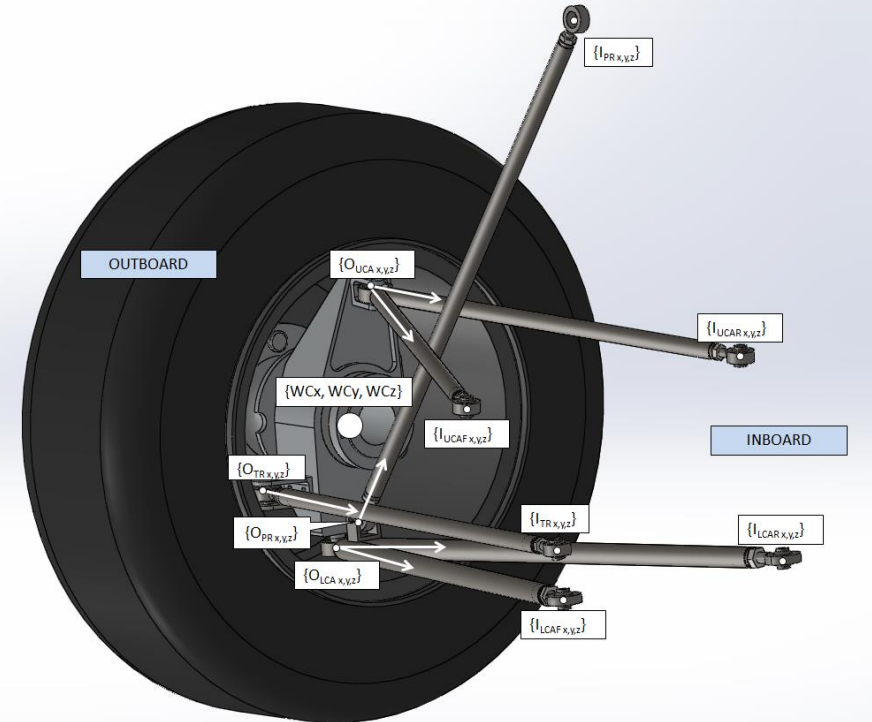 {I_PR x,y,z}
OUTBOARD
{O_UCA x,y,z}
{I_UCAR x,y,z}
{WCx, WCy, WCz}
{I_UCAF x,y,z}
INBOARD
{O_TR x,y,z}
{I_TR x,y,z}
{I_LCAR x,y,z}
{O_PR x,y,z}
{O_LCA x,y,z}
{I_LCAF x,y,z}